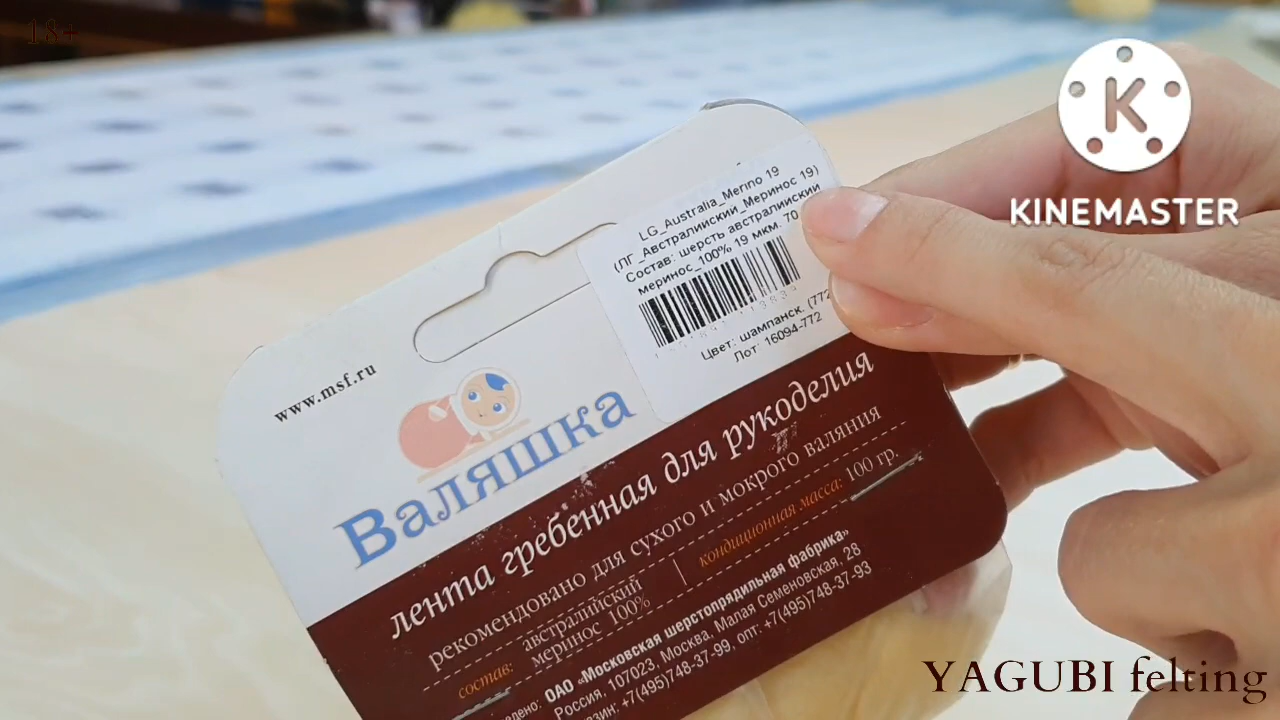 18+
KINEMASTER
LG_Australia_Merino 19
(ЛГ_Австралийский_Меринос 19)
Состав: шерсть австралийский
меринос_100% 19 мкм. 70
Цвет: шампанск. (772
Лот: 16094-772
www.msf.ru
Валяшка
лента гребенная для рукоделия
рекомендовано для сухого и мокрого валяния
состав: австралийский
меринос 100%
кондиционная масса: 100 гр.
ОАО «Московская шерстопрядильная фабрика»
Россия, 107023, Москва, Малая Семеновская, 28
+7(495)748-37-99, опт: +7(495)748-37-93
YAGUBI felting